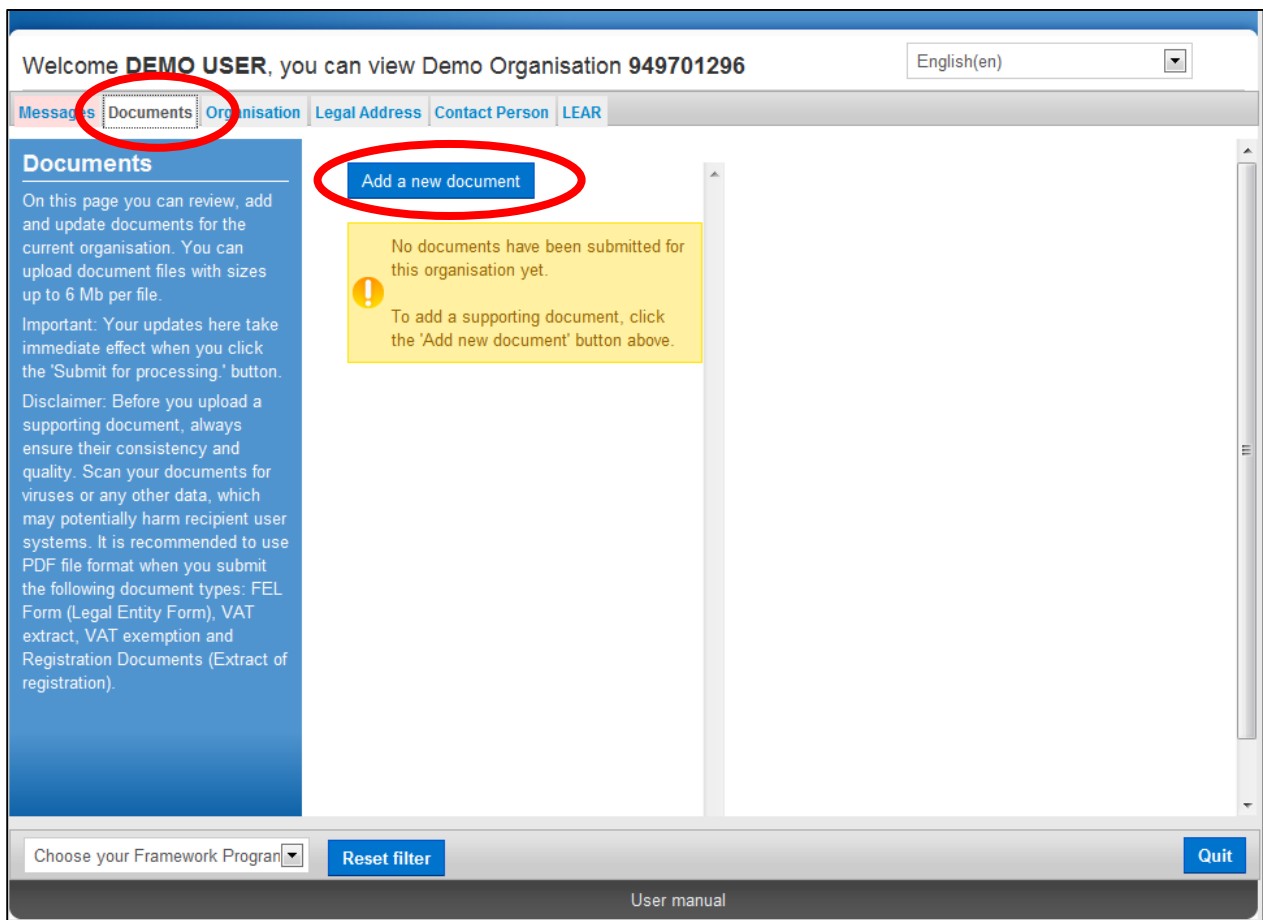 Welcome DEMO USER, you can view Demo Organisation 949701296
English(en)
Messages Documents Organisation Legal Address Contact Person LEAR
Documents
On this page you can review, add
and update documents for the
current organisation. You can
upload document files with sizes
up to 6 Mb per file.
Important: Your updates here take
immediate effect when you click
the 'Submit for processing.' button.
Disclaimer: Before you upload a
supporting document, always
ensure their consistency and
quality. Scan your documents for
viruses or any other data, which
may potentially harm recipient user
systems. It is recommended to use
PDF file format when you submit
the following document types: FEL
Form (Legal Entity Form), VAT
extract, VAT exemption and
Registration Documents (Extract of
registration).
Add a new document
No documents have been submitted for
this organisation yet.
To add a supporting document, click
the 'Add new document' button above.
Choose your Framework Progran
Reset filter
Quit
User manual